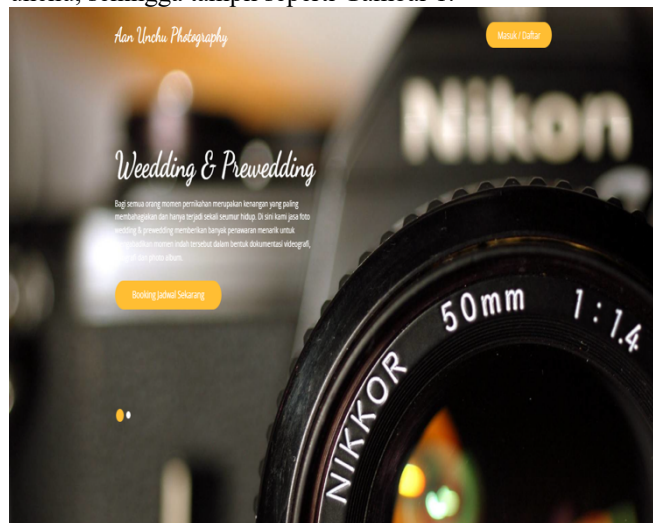 Aan Unchu Photography
Masuk / Daftar
Nikon
Weedding & Prewedding
Bagi semua orang momen pernikahan merupakan kenangan yang paling
membahagiakan dan hanya terjadi sekali seumur hidup. Di sini kami jasa foto
wedding & prewedding memberikan banyak penawaran menarik untuk
momen indah tersebut dalam bentuk dokumentasi videografi,
dan photo album.
Booking Jadwal Sekarang
50mm 1:1.4
NIKKOR